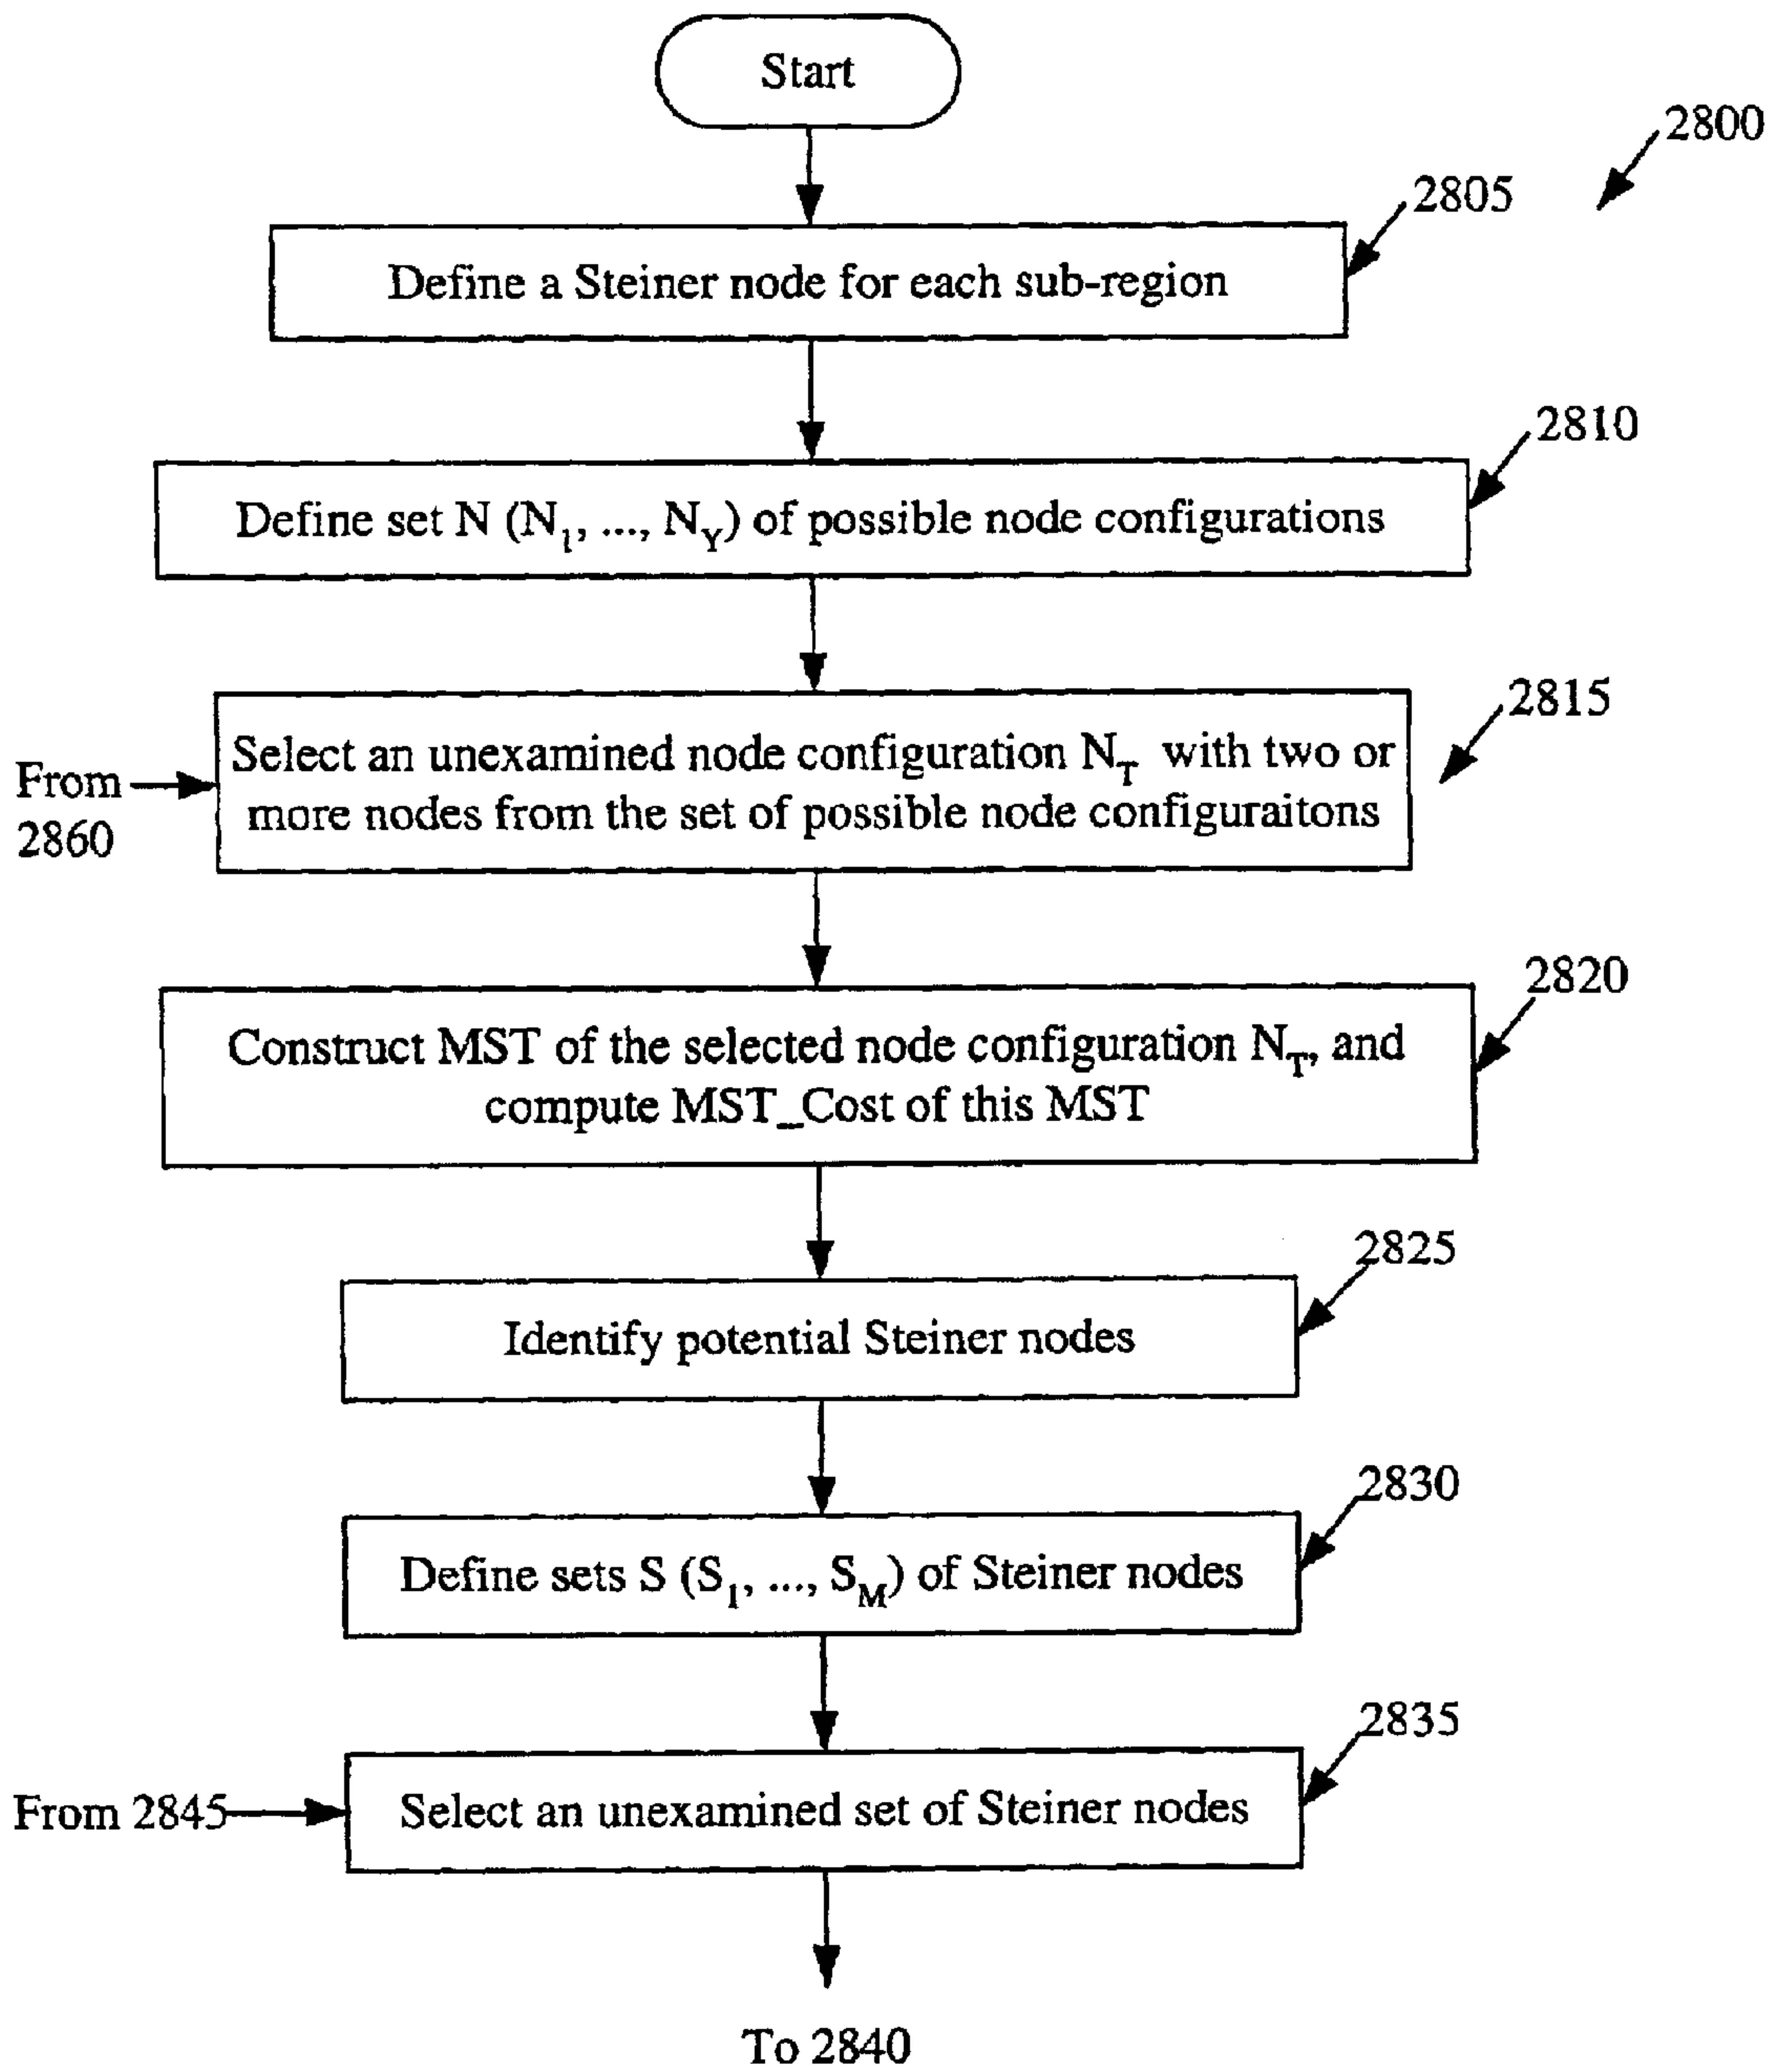 Start
2800
2805
Define a Steiner node for each sub-region
2810
Define set N (N1, ..., NY) of possible node configurations
2815
Select an unexamined node configuration NT with two or
more nodes from the set of possible node configuraitons
From
2860
2820
Construct MST of the selected node configuration NT, and
compute MST_Cost of this MST
2825
Identify potential Steiner nodes
2830
Define sets S (S1, ..., SM) of Steiner nodes
2835
From 2845
Select an unexamined set of Steiner nodes
To 2840